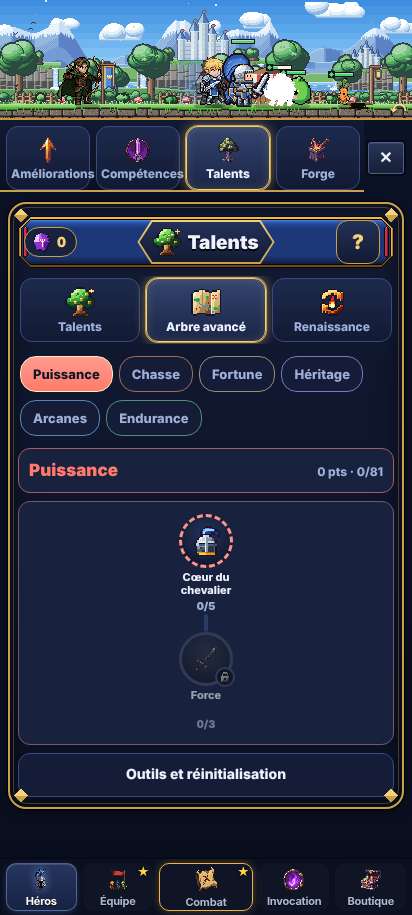 Améliorations
Compétences
Talents
Forge
×
0
Talents
?
Talents
Arbre avancé
Renaissance
Puissance
Chasse
Fortune
Héritage
Arcanes
Endurance
Puissance
0 pts · 0/81
Cœur du
chevalier
0/5
Force
0/3
Outils et réinitialisation
Héros
Équipe
Combat
Invocation
Boutique